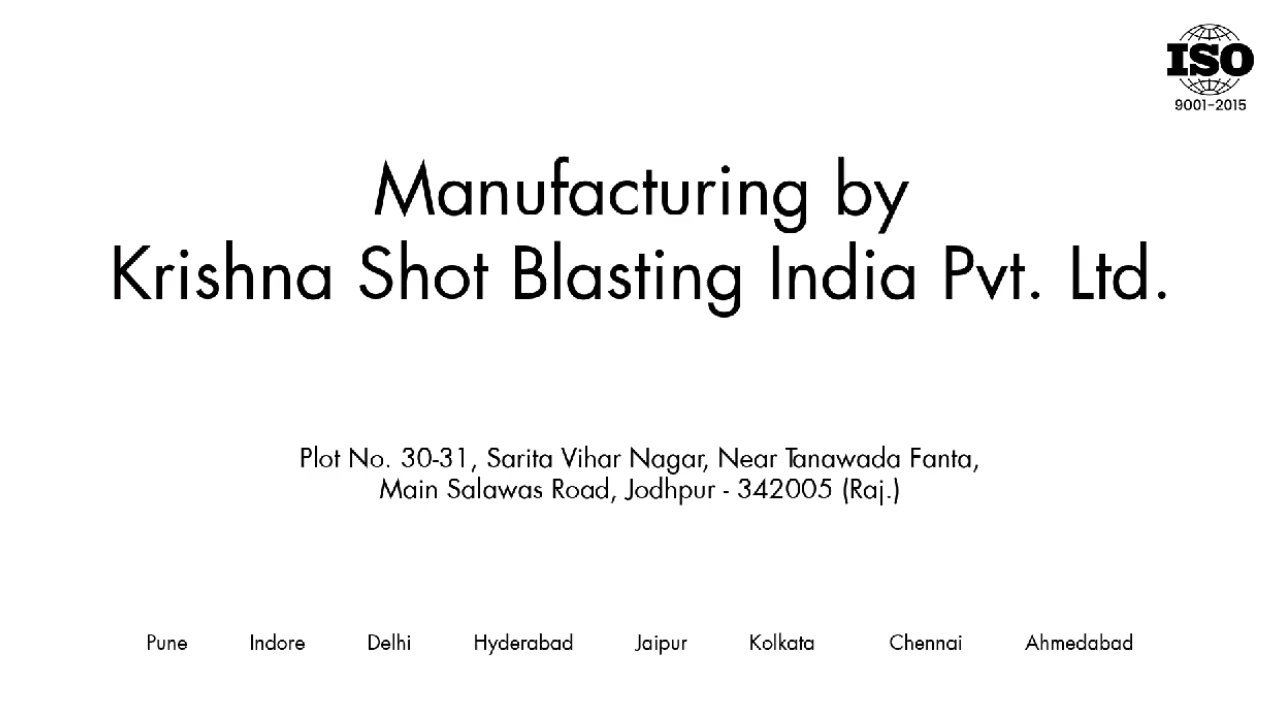 ISO
9001-2015
Manufacturing by
Krishna Shot Blasting India Pvt. Ltd.
Plot No. 30-31, Sarita Vihar Nagar, Near Tanawada Fanta,
Main Salawas Road, Jodhpur - 342005 (Raj.)
Pune Indore Delhi Hyderabad Jaipur Kolkata Chennai Ahmedabad